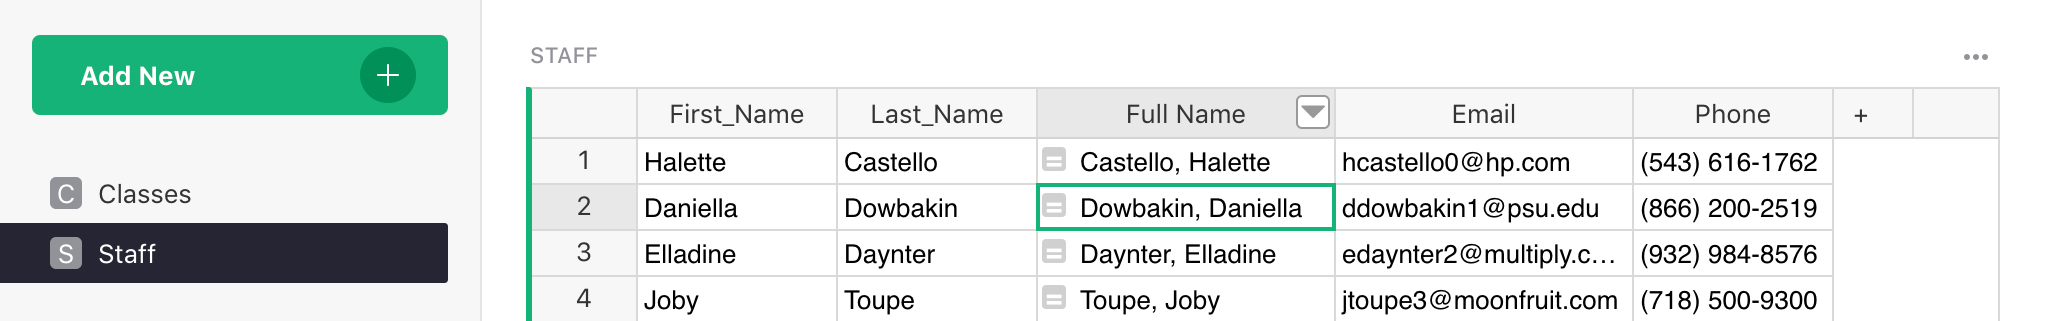 Add New +
C Classes
S Staff
STAFF
First_Name Last_Name Full Name Email Phone +
1 Halette Castello = Castello, Halette hcastello0@hp.com (543) 616-1762
2 Daniella Dowbakin = Dowbakin, Daniella ddowbakin1@psu.edu (866) 200-2519
3 Elladine Daynter = Daynter, Elladine edaynter2@multiply.c... (932) 984-8576
4 Joby Toupe = Toupe, Joby jtoupe3@moonfruit.com (718) 500-9300